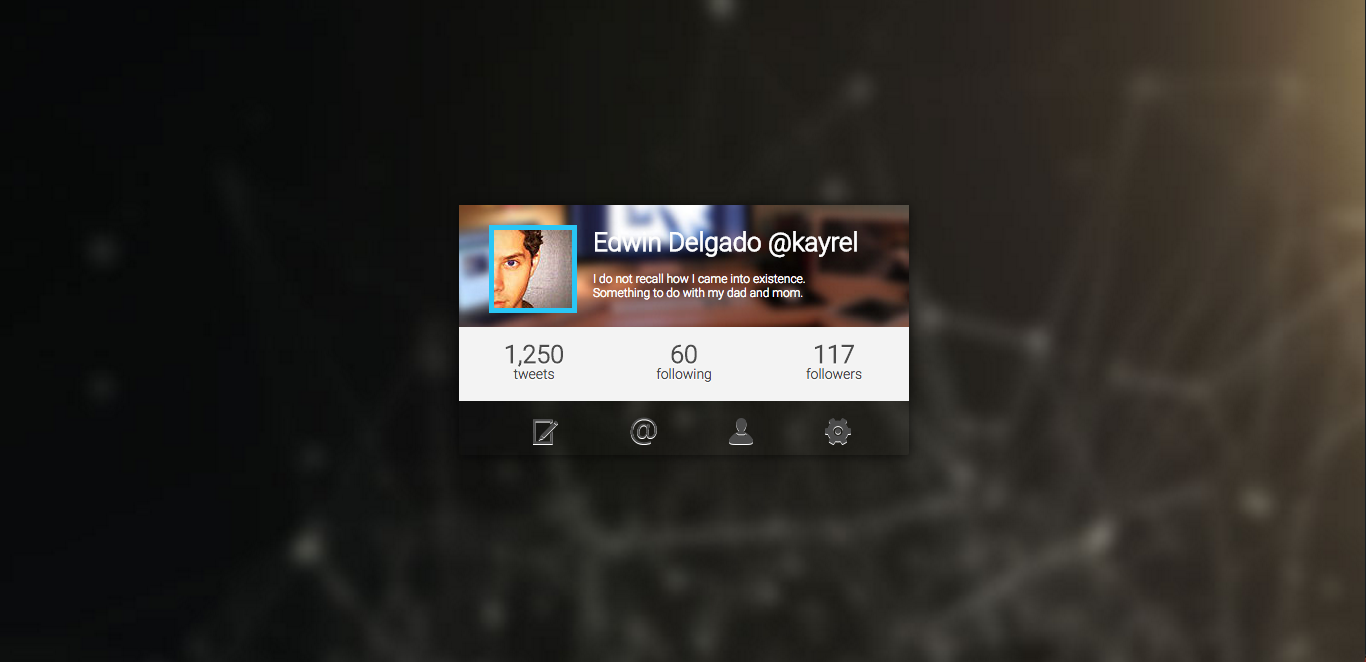 Edwin Delgado @kayrel
I do not recall how I came into existence.
Something to do with my dad and mom.
1,250 60 117
tweets following followers
@